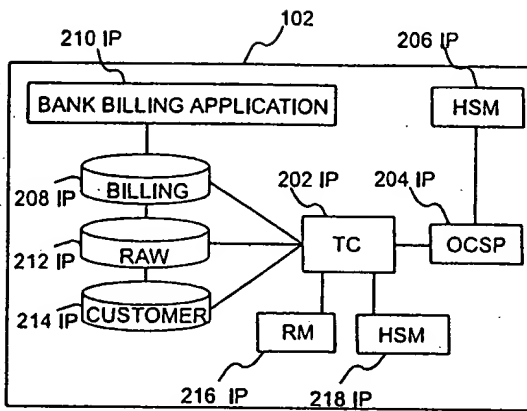 102
210 IP
206 IP
BANK BILLING APPLICATION
HSM
BILLING
208 IP
202 IP
204 IP
TC
OCSP
RAW
212 IP
CUSTOMER
214 IP
RM
HSM
216 IP
218 IP